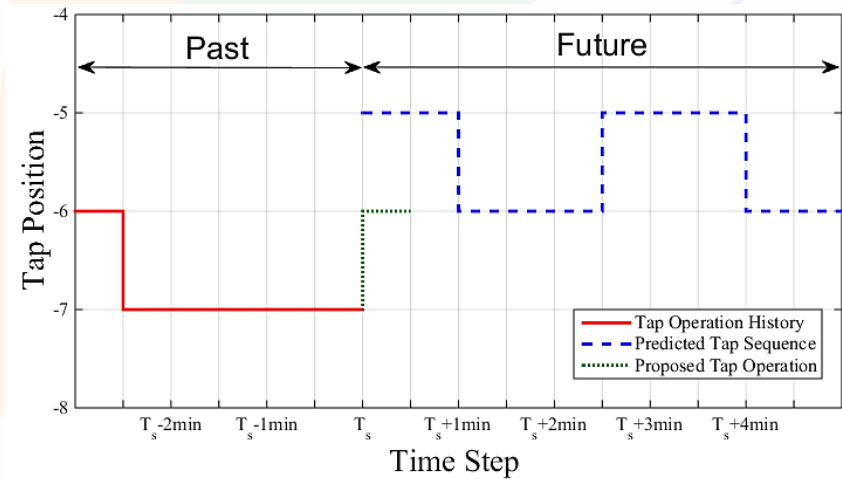 -4
Past
Future
-5
-6
-7
-8
Tap Position
Tap Operation History
Predicted Tap Sequence
Proposed Tap Operation
Ts-2min
Ts-1min
Ts
Ts+1min
Ts+2min
Ts+3min
Ts+4min
Time Step